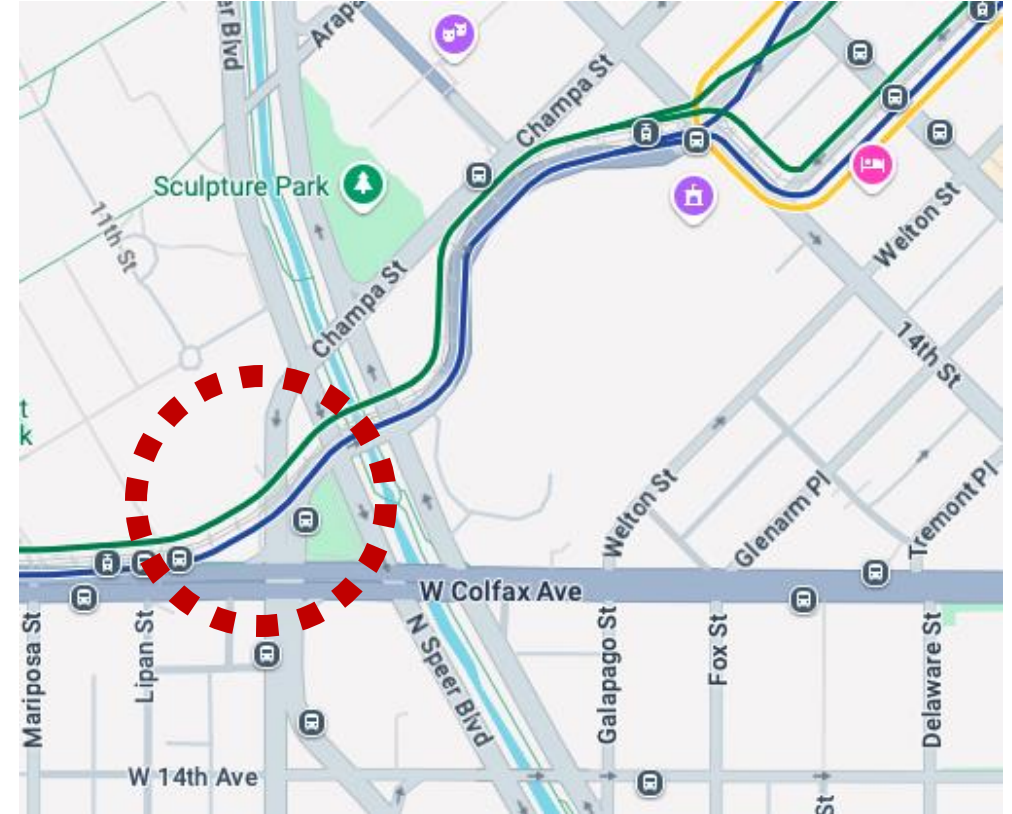 er Blvd
Arapa
Champa St
Sculpture Park
11th St
Welton St
Champa St
14th St
t
k
Welton St
Glenarm Pl
Tremont Pl
W Colfax Ave
Mariposa St
Lipan St
N Speer Blvd
Galapago St
Fox St
Delaware St
W 14th Ave
St